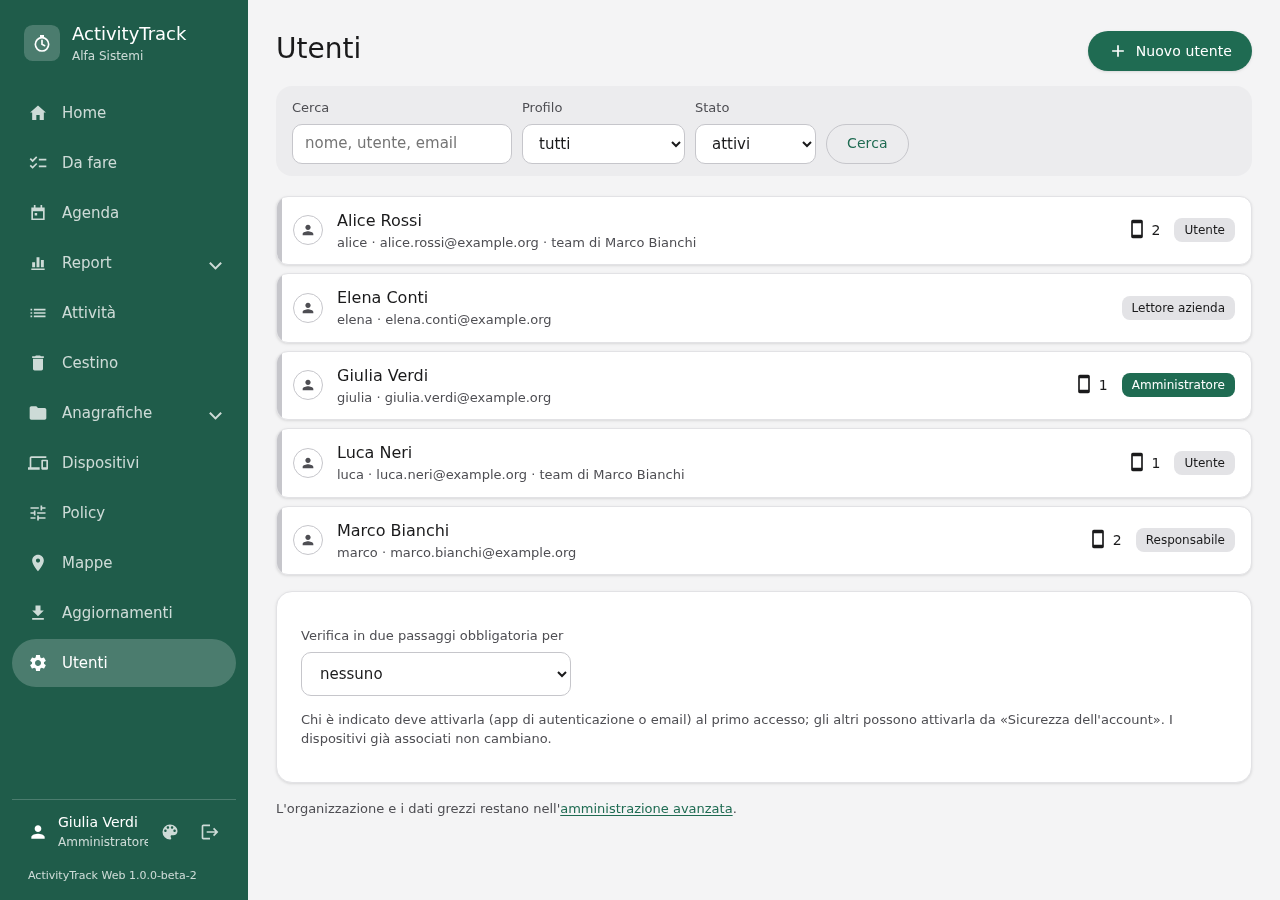 ActivityTrack
Alfa Sistemi
Home
Da fare
Agenda
Report
Attività
Cestino
Anagrafiche
Dispositivi
Policy
Mappe
Aggiornamenti
Utenti
Giulia Verdi
Amministratore
ActivityTrack Web 1.0.0-beta-2
Utenti
Nuovo utente
Cerca
Profilo
Stato
nome, utente, email
tutti
attivi
Cerca
Alice Rossi
alice · alice.rossi@example.org · team di Marco Bianchi
2
Utente
Elena Conti
elena · elena.conti@example.org
Lettore azienda
Giulia Verdi
giulia · giulia.verdi@example.org
1
Amministratore
Luca Neri
luca · luca.neri@example.org · team di Marco Bianchi
1
Utente
Marco Bianchi
marco · marco.bianchi@example.org
2
Responsabile
Verifica in due passaggi obbligatoria per
nessuno
Chi è indicato deve attivarla (app di autenticazione o email) al primo accesso; gli altri possono attivarla da «Sicurezza dell'account». I
dispositivi già associati non cambiano.
L'organizzazione e i dati grezzi restano nell'amministrazione avanzata.